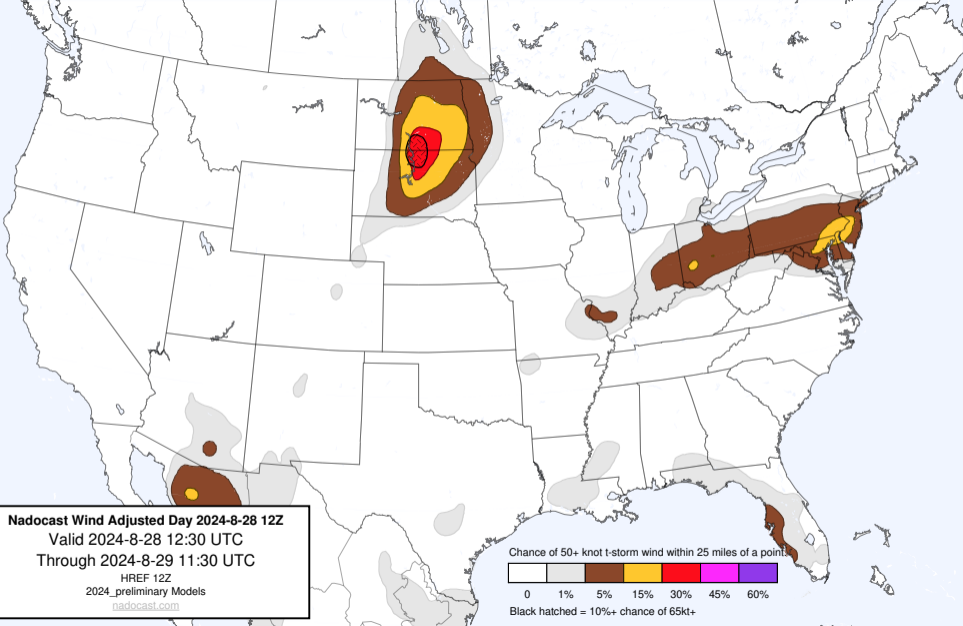 Nadocast Wind Adjusted Day 2024-8-28 12Z
Valid 2024-8-28 12:30 UTC
Through 2024-8-29 11:30 UTC
HREF 12Z
2024_preliminary Models
nadocast.com
Chance of 50+ knot t-storm wind within 25 miles of a point.
0 1% 5% 15% 30% 45% 60%
Black hatched = 10%+ chance of 65kt+